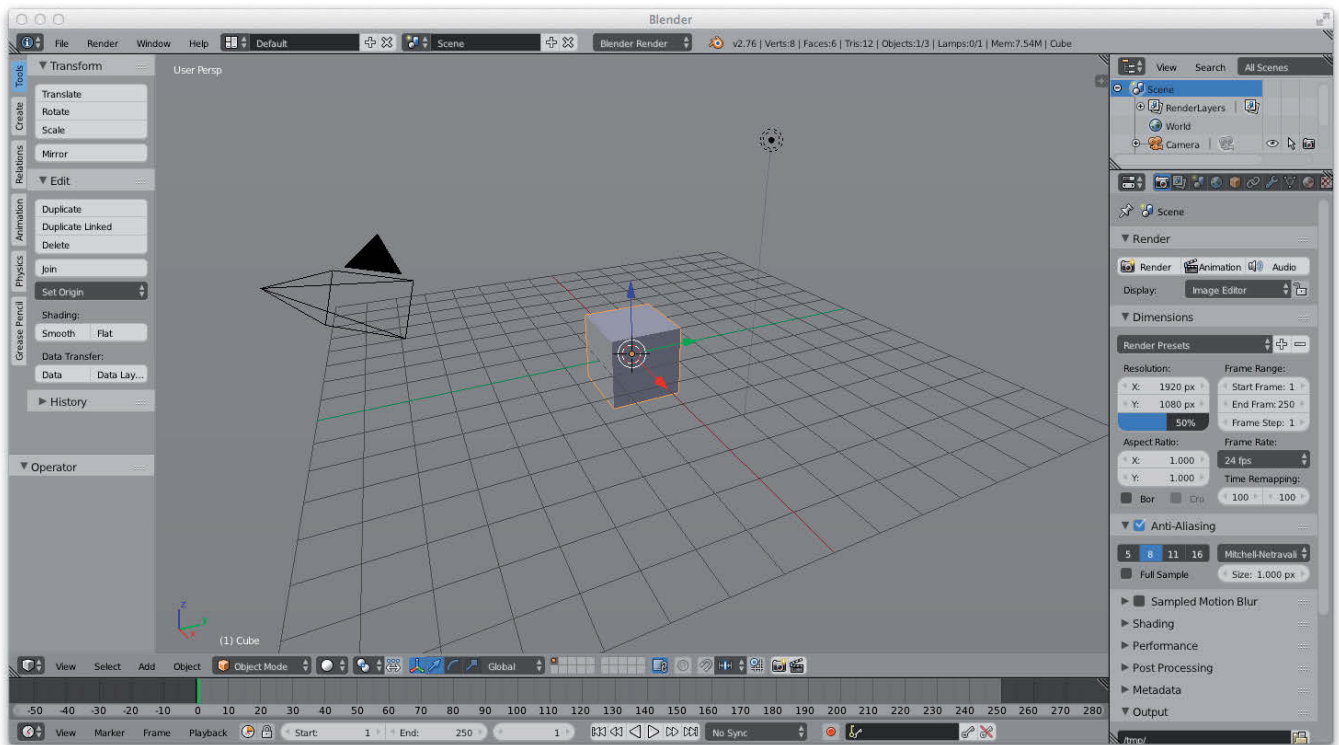 Blender
File Render Window Help Default Scene Blender Render v2.76 | Verts:8 | Faces:6 | Tris:12 | Objects:1/3 | Lamps:0/1 | Mem:7.54M | Cube
Tools
Create
Relations
Animation
Physics
Grease Pencil
Transform
Translate
Rotate
Scale
Mirror
Edit
Duplicate
Duplicate Linked
Delete
Join
Set Origin
Shading:
Smooth Flat
Data Transfer:
Data Data Lay...
History
Operator
User Persp
z
y
x
(1) Cube
View Select Add Object Object Mode Global
-50 -40 -30 -20 -10 0 10 20 30 40 50 60 70 80 90 100 110 120 130 140 150 160 170 180 190 200 210 220 230 240 250 260 270 280
View Marker Frame Playback Start: 1 End: 250 1 No Sync
View Search All Scenes
Scene
RenderLayers |
World
Camera |
Scene
Render
Render Animation Audio
Display: Image Editor
Dimensions
Render Presets
Resolution: Frame Range:
X: 1920 px Start Frame: 1
Y: 1080 px End Fram: 250
50% Frame Step: 1
Aspect Ratio: Frame Rate:
X: 1.000 24 fps
Y: 1.000 Time Remapping:
Bor Cro 100 100
Anti-Aliasing
5 8 11 16 Mitchell-Netravali
Full Sample Size: 1.000 px
Sampled Motion Blur
Shading
Performance
Post Processing
Metadata
Output
/tmp/